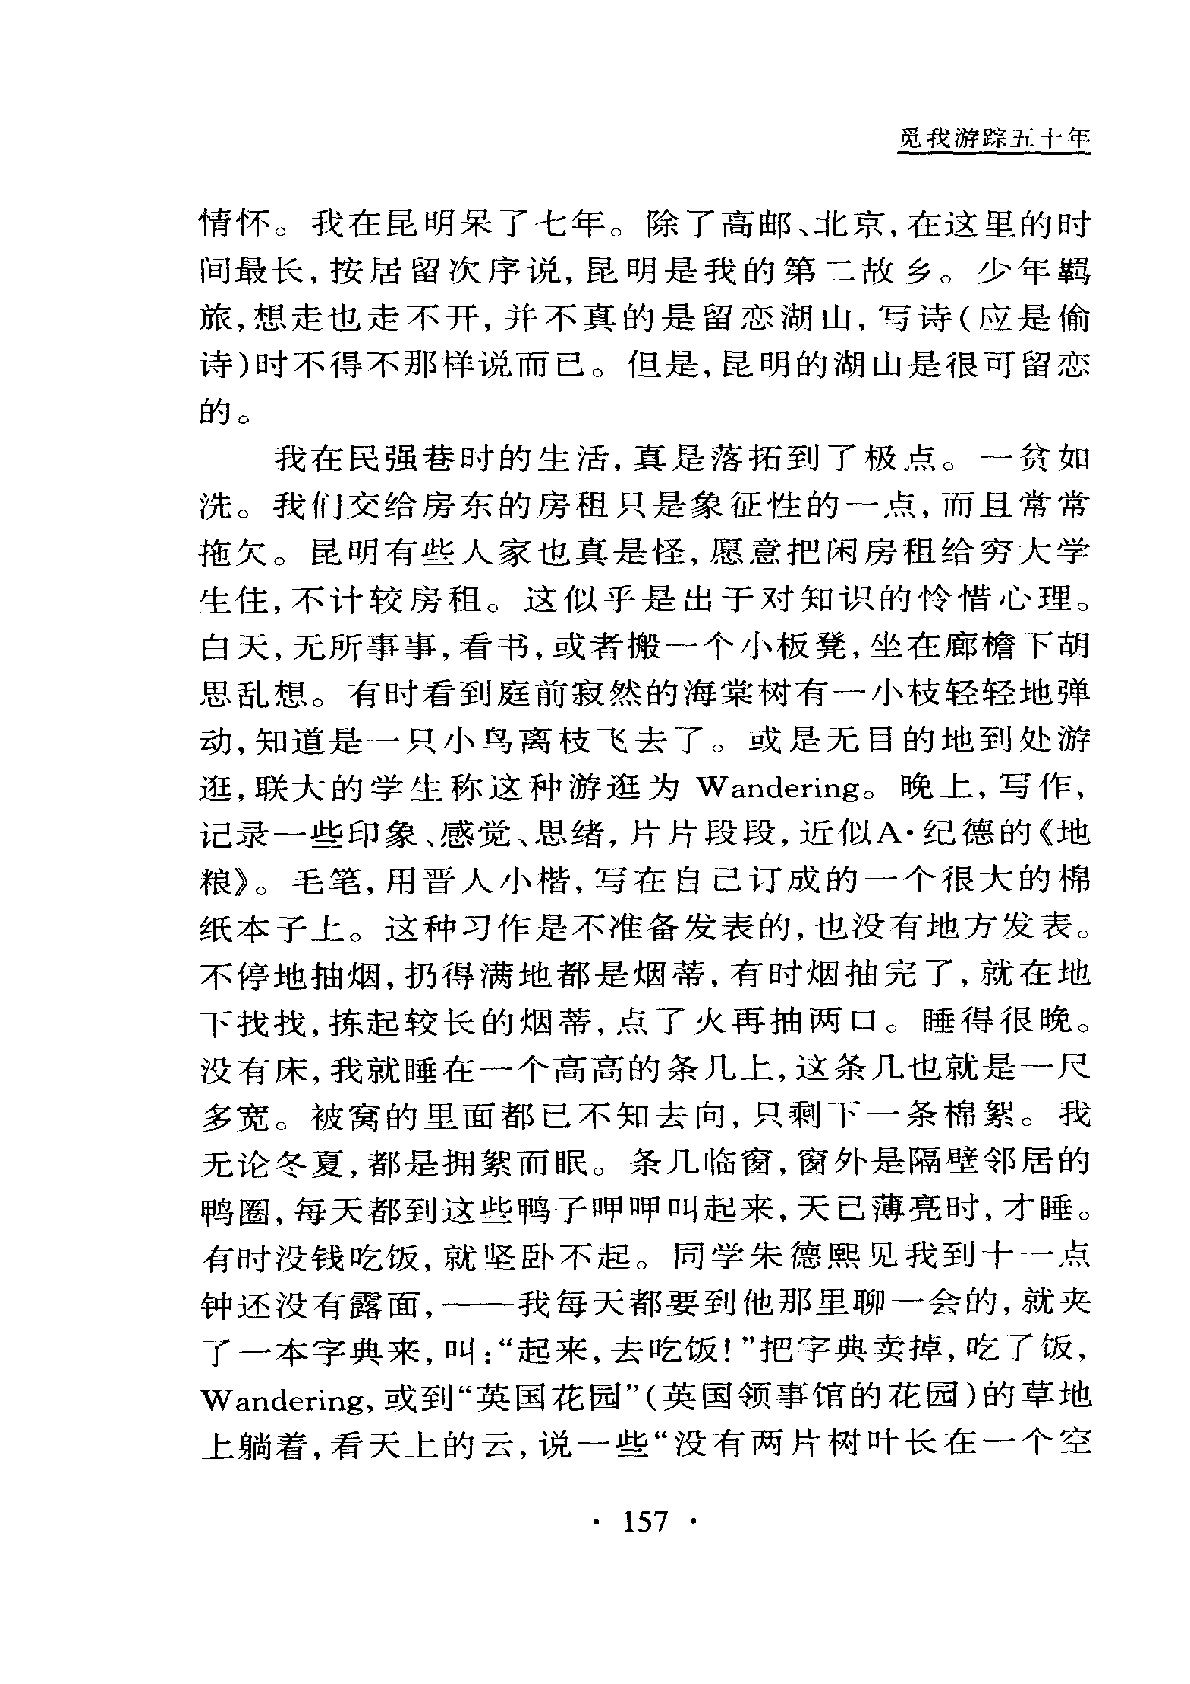 觅我游踪五十年
情怀。我在昆明呆了七年。除了高邮、北京,在这里的时
间最长,按居留次序说,昆明是我的第二故乡。少年羁
旅,想走也走不开,并不真的是留恋湖山,写诗(应是偷
诗)时不得不那样说而已。但是,昆明的湖山是很可留恋
的。
我在民强巷时的生活,真是落拓到了极点。一贫如
洗。我们交给房东的房租只是象征性的一点,而且常常
拖欠。昆明有些人家也真是怪,愿意把闲房租给穷大学
生住,不计较房租。这似乎是出于对知识的怜惜心理。
白天,无所事事,看书,或者搬一个小板凳,坐在廊檐下胡
思乱想。有时看到庭前寂然的海棠树有一小枝轻轻地弹
动,知道是一只小鸟离枝飞去了。或是无目的地到处游
逛,联大的学生称这种游逛为 Wandering。晚上,写作,
记录一些印象、感觉、思绪,片片段段,近似A·纪德的《地
粮》。毛笔,用晋人小楷,写在自己订成的一个很大的棉
纸本子上。这种习作是不准备发表的,也没有地方发表。
不停地抽烟,扔得满地都是烟蒂,有时烟抽完了,就在地
下找找,拣起较长的烟蒂,点了火再抽两口。睡得很晚。
没有床,我就睡在一个高高的条几上,这条几也就是一尺
多宽。被窝的里面都已不知去向,只剩下一条棉絮。我
无论冬夏,都是拥絮而眠。条几临窗,窗外是隔壁邻居的
鸭圈,每天都到这些鸭子呷呷叫起来,天已薄亮时,才睡。
有时没钱吃饭,就坚卧不起。同学朱德熙见我到十一点
钟还没有露面,——我每天都要到他那里聊一会的,就夹
了一本字典来,叫:“起来,去吃饭!”把字典卖掉,吃了饭,
Wandering,或到“英国花园”(英国领事馆的花园)的草地
上躺着,看天上的云,说一些“没有两片树叶长在一个空
· 157 ·